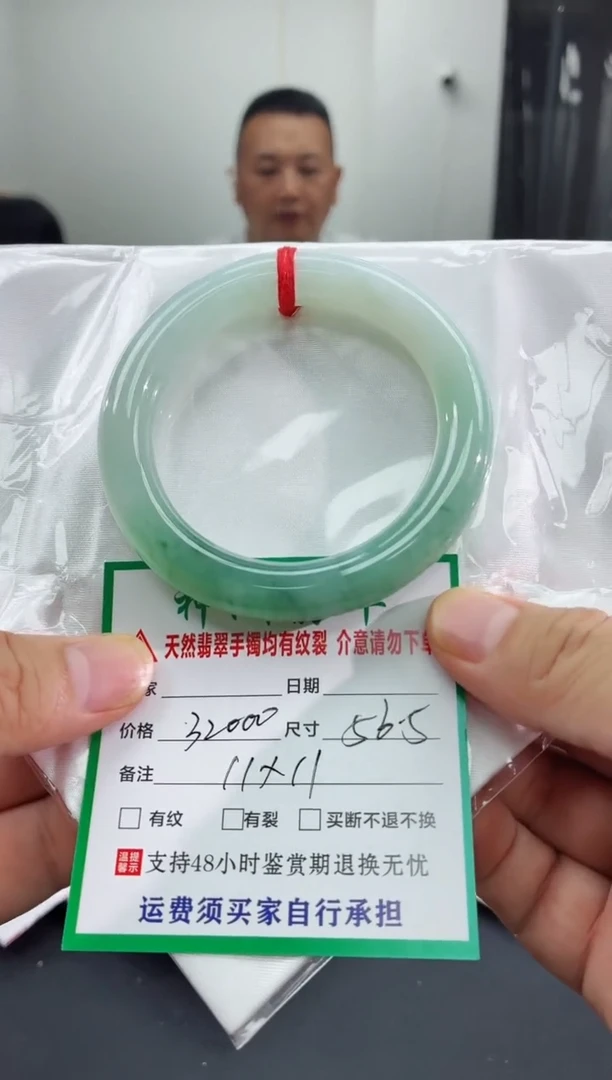 天然翡翠手镯均有纹裂 介意请勿下单
家 日期
价格 32000 尺寸 56.5
备注 11×11
有纹 有裂 买断不退不换
温馨提示 支持48小时鉴赏期退换无忧
运费须买家自行承担